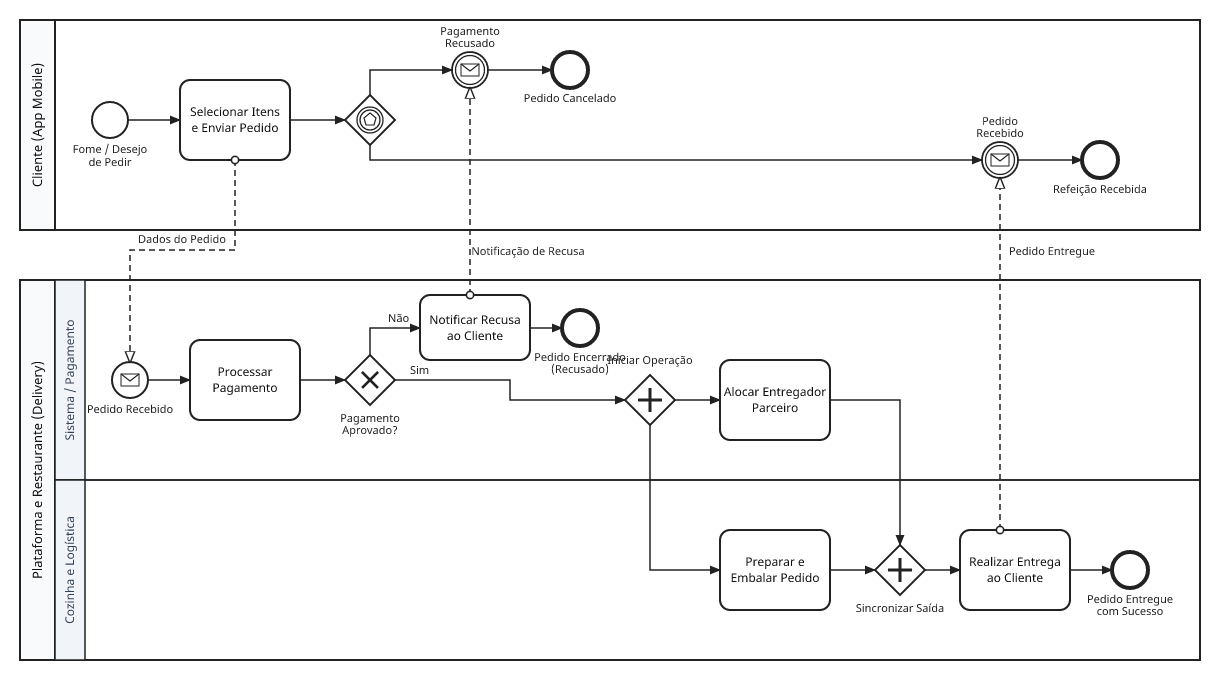 Cliente (App Mobile)
Fome / Desejo
de Pedir
Selecionar Itens
e Enviar Pedido
Pagamento
Recusado
Pedido Cancelado
Pedido
Recebido
Refeição Recebida
Dados do Pedido
Notificação de Recusa
Pedido Entregue
Plataforma e Restaurante (Delivery)
Sistema / Pagamento
Pedido Recebido
Processar
Pagamento
Pagamento
Aprovado?
Não
Sim
Notificar Recusa
ao Cliente
Pedido Encerrado
(Recusado)
Iniciar Operação
Alocar Entregador
Parceiro
Cozinha e Logística
Preparar e
Embalar Pedido
Sincronizar Saída
Realizar Entrega
ao Cliente
Pedido Entregue
com Sucesso